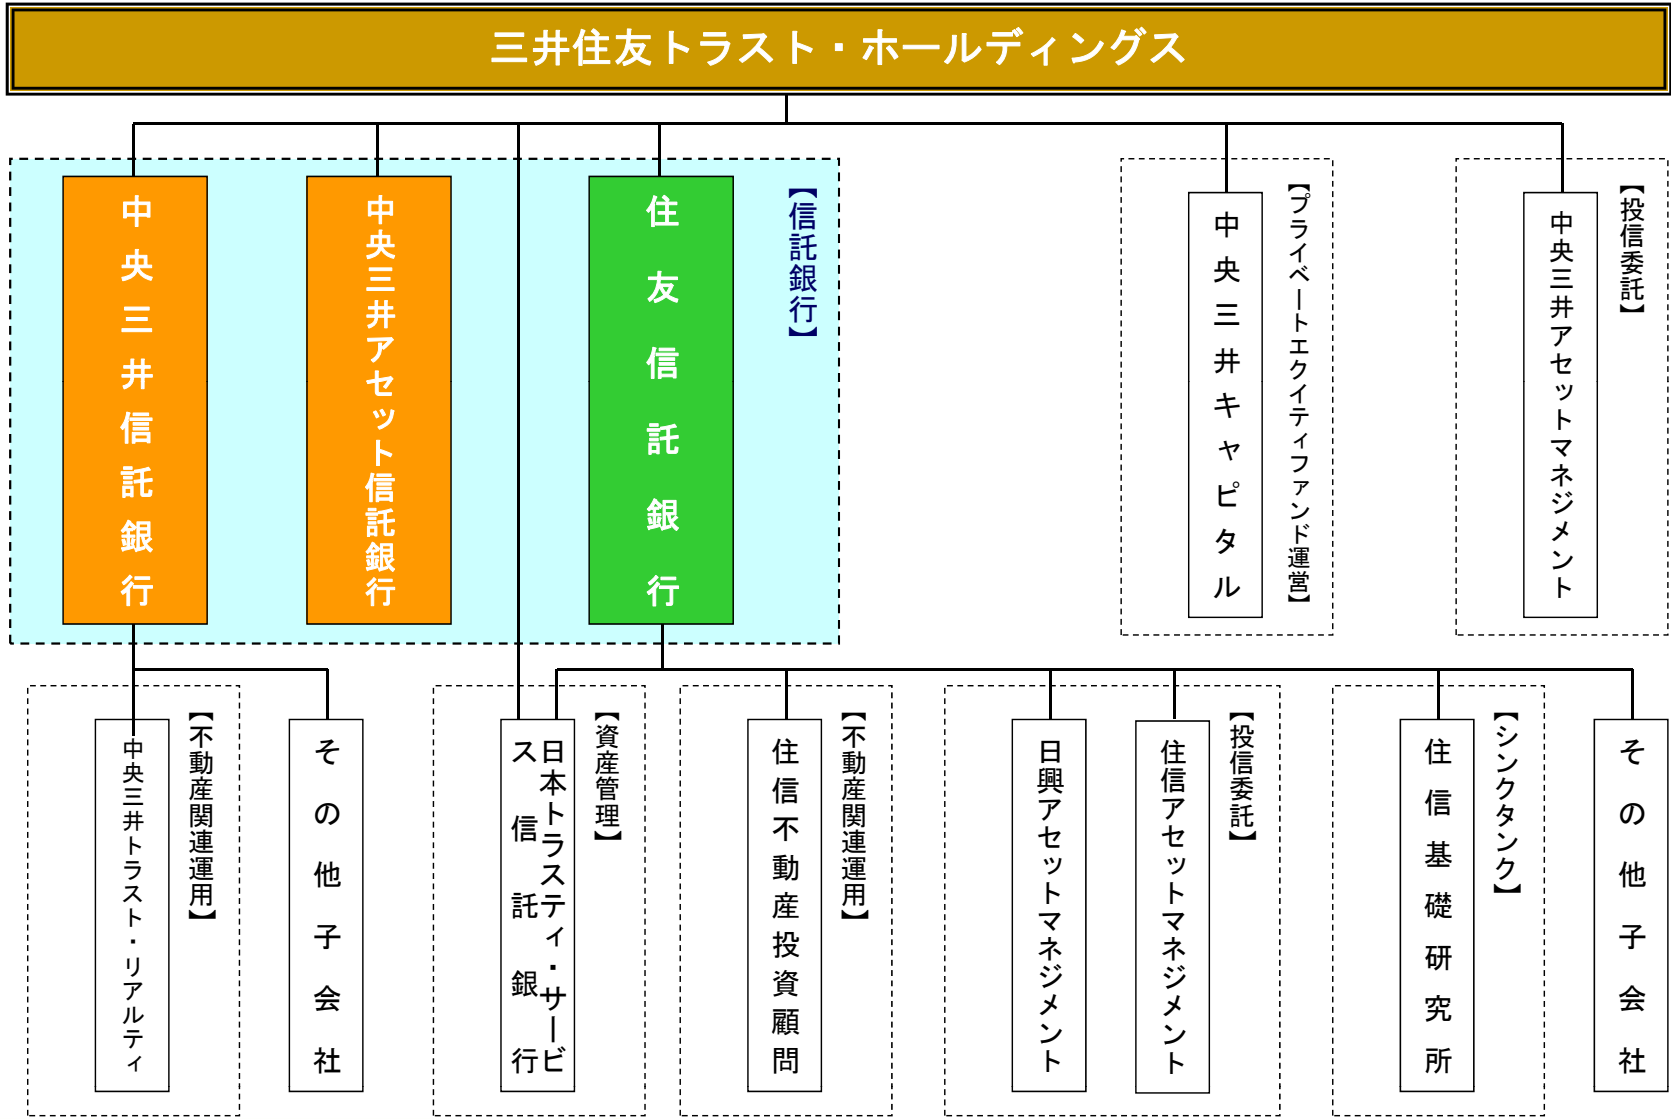 三井住友トラスト・ホールディングス
【信託銀行】
中央三井信託銀行
中央三井アセット信託銀行
住友信託銀行
【プライベートエクイティファンド運営】
中央三井キャピタル
【投信委託】
中央三井アセットマネジメント
【不動産関連運用】
中央三井トラスト・リアルティ
その他子会社
【資産管理】
日本トラスティ・サービ
ス信託銀行
【不動産関連運用】
住信不動産投資顧問
【投信委託】
日興アセットマネジメント
住信アセットマネジメント
【シンクタンク】
住信基礎研究所
その他子会社